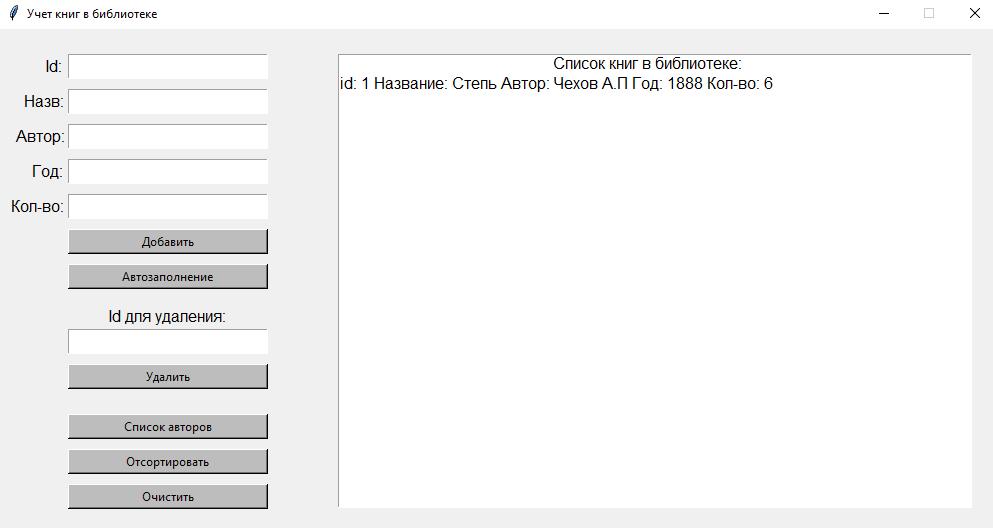 Учет книг в библиотеке
Id:
Назв:
Автор:
Год:
Кол-во:
Добавить
Автозаполнение
Id для удаления:
Удалить
Список авторов
Отсортировать
Очистить
Список книг в библиотеке:
id: 1 Название: Степь Автор: Чехов А.П Год: 1888 Кол-во: 6